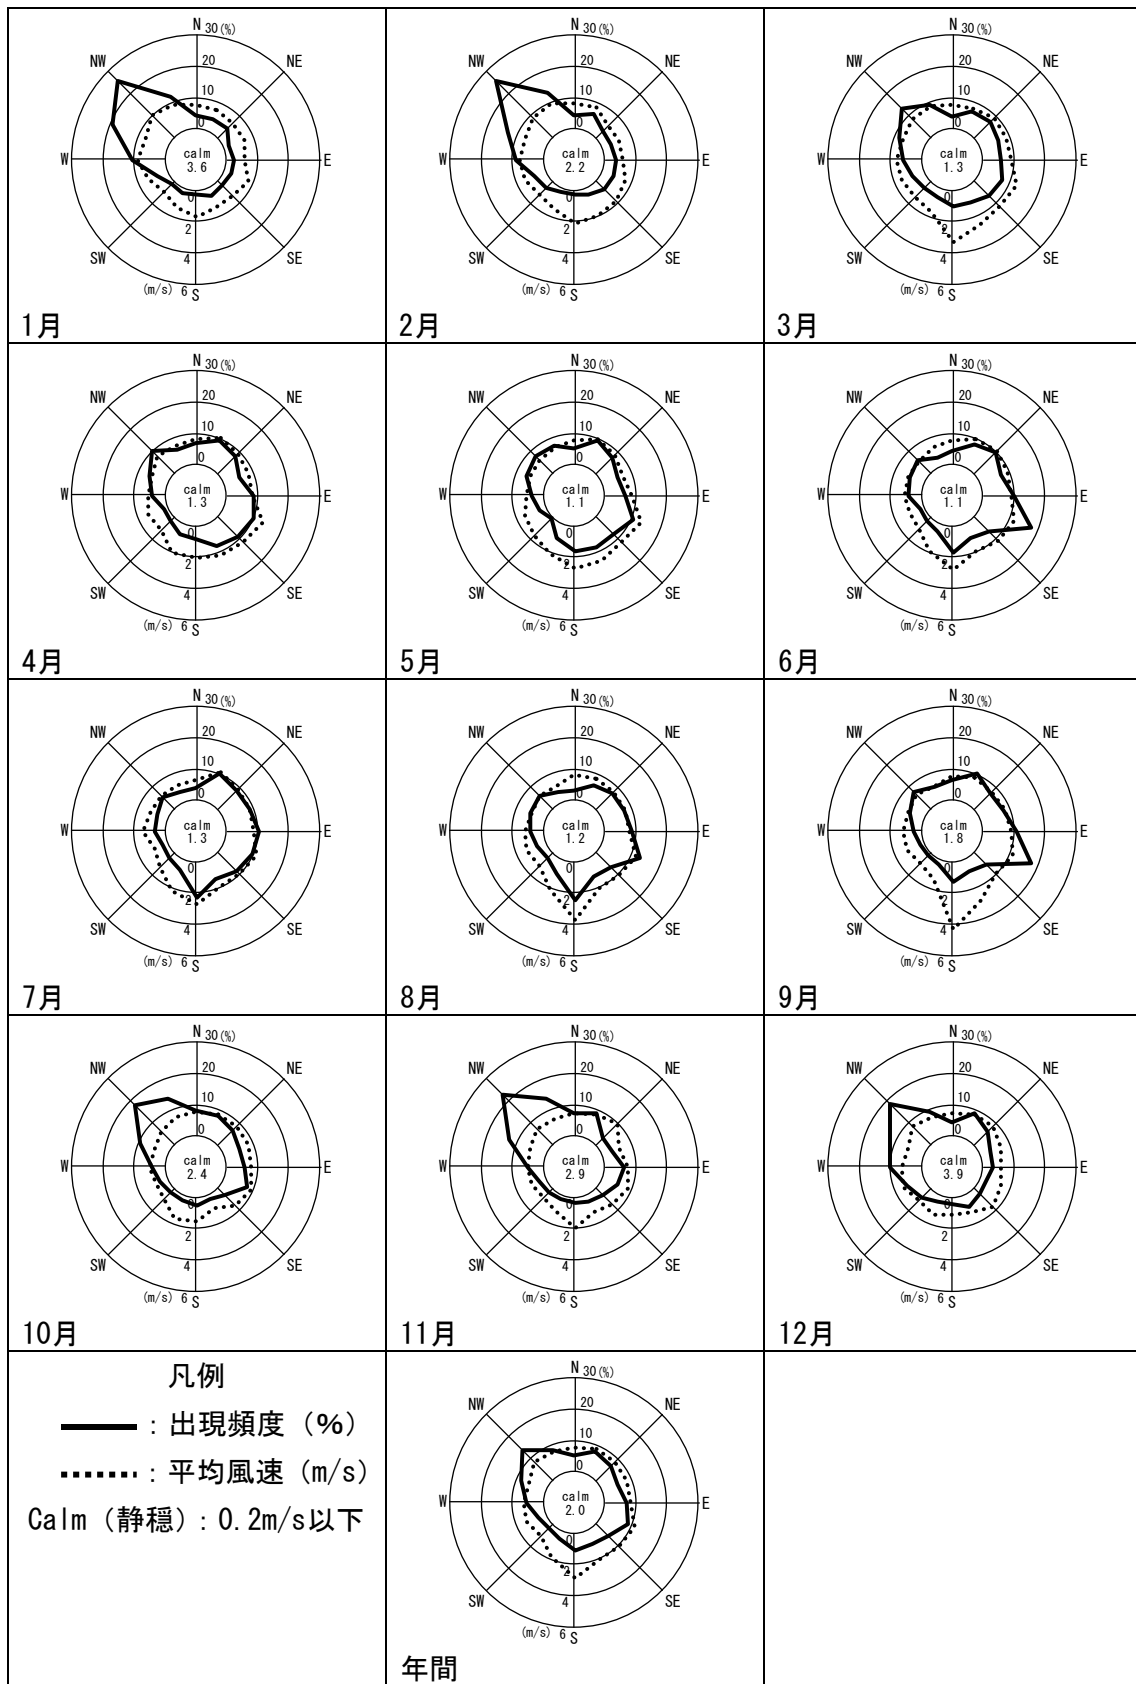 N 30(%)
NW 20 NE
10
0
W calm E
3.6
0
2
SW 4 SE
(m/s) 6 S
1月
N 30(%)
NW 20 NE
10
0
W calm E
2.2
0
2
SW 4 SE
(m/s) 6 S
2月
N 30(%)
NW 20 NE
10
0
W calm E
1.3
0
2
SW 4 SE
(m/s) 6 S
3月
N 30(%)
NW 20 NE
10
0
W calm E
1.3
0
2
SW 4 SE
(m/s) 6 S
4月
N 30(%)
NW 20 NE
10
0
W calm E
1.1
0
2
SW 4 SE
(m/s) 6 S
5月
N 30(%)
NW 20 NE
10
0
W calm E
1.1
0
2
SW 4 SE
(m/s) 6 S
6月
N 30(%)
NW 20 NE
10
0
W calm E
1.3
0
2
SW 4 SE
(m/s) 6 S
7月
N 30(%)
NW 20 NE
10
0
W calm E
1.2
0
2
SW 4 SE
(m/s) 6 S
8月
N 30(%)
NW 20 NE
10
0
W calm E
1.8
0
2
SW 4 SE
(m/s) 6 S
9月
N 30(%)
NW 20 NE
10
0
W calm E
2.4
0
2
SW 4 SE
(m/s) 6 S
10月
N 30(%)
NW 20 NE
10
0
W calm E
2.9
0
2
SW 4 SE
(m/s) 6 S
11月
N 30(%)
NW 20 NE
10
0
W calm E
3.9
0
2
SW 4 SE
(m/s) 6 S
12月
凡例
: 出現頻度（%）
: 平均風速（m/s）
Calm（静穏）: 0.2m/s以下
N 30(%)
NW 20 NE
10
0
W calm E
2.0
0
2
SW 4 SE
(m/s) 6 S
年間